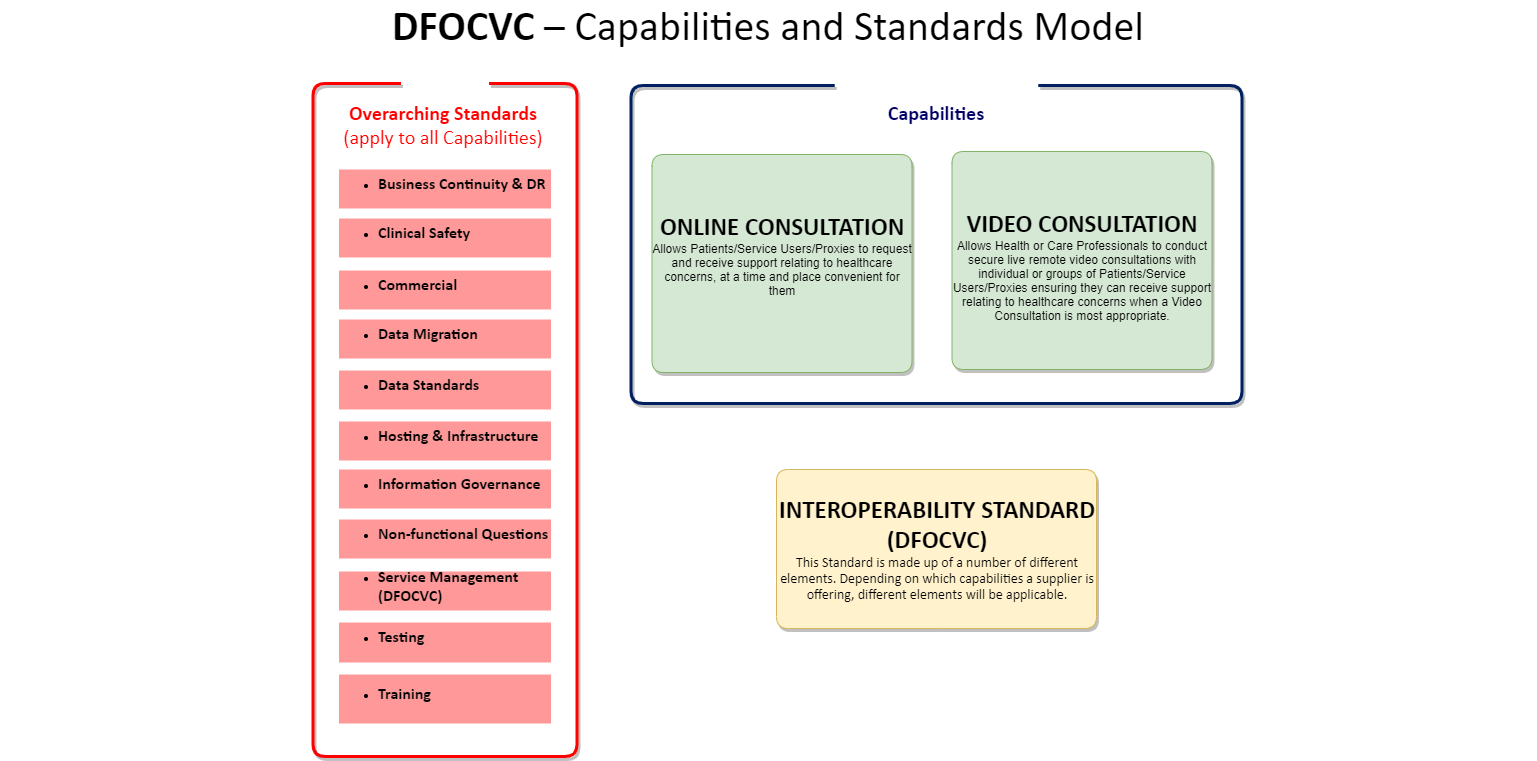 DFOCVC – Capabilities and Standards Model
Overarching Standards
(apply to all Capabilities)
• Business Continuity & DR
• Clinical Safety
• Commercial
• Data Migration
• Data Standards
• Hosting & Infrastructure
• Information Governance
• Non-functional Questions
• Service Management
(DFOCVC)
• Testing
• Training
Capabilities
ONLINE CONSULTATION
Allows Patients/Service Users/Proxies to request
and receive support relating to healthcare
concerns, at a time and place convenient for
them
VIDEO CONSULTATION
Allows Health or Care Professionals to conduct
secure live remote video consultations with
individual or groups of Patients/Service
Users/Proxies ensuring they can receive support
relating to healthcare concerns when a Video
Consultation is most appropriate.
INTEROPERABILITY STANDARD
(DFOCVC)
This Standard is made up of a number of different
elements. Depending on which capabilities a supplier is
offering, different elements will be applicable.